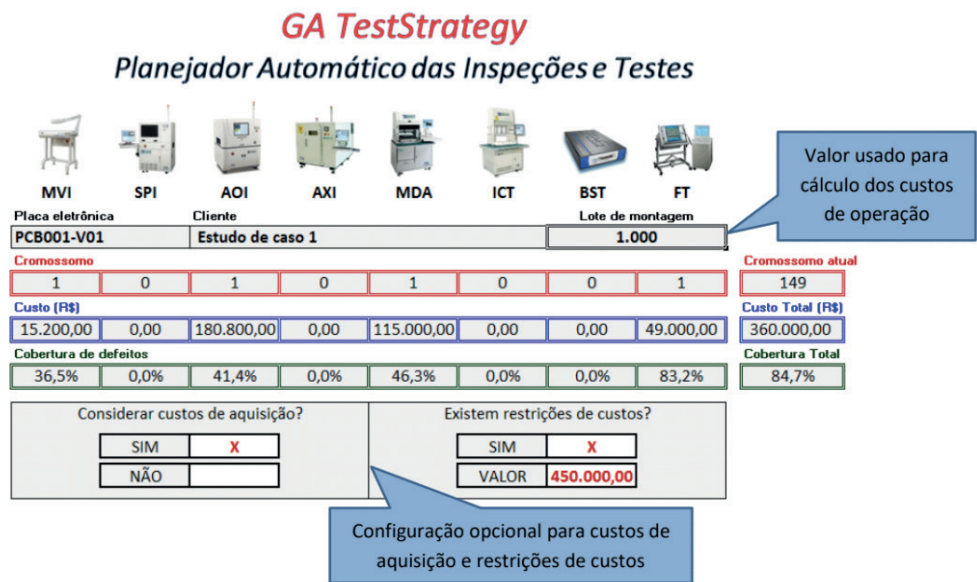 GA TestStrategy
Planejador Automático das Inspeções e Testes
MVI SPI AOI AXI MDA ICT BST FT
Valor usado para
cálculo dos custos
de operação
Placa eletrônica Cliente Lote de montagem
PCB001-V01 Estudo de caso 1 1.000
Cromossomo Cromossomo atual
1 0 1 0 1 0 0 1 149
Custo (R$) Custo Total (R$)
15.200,00 0,00 180.800,00 0,00 115.000,00 0,00 0,00 49.000,00 360.000,00
Cobertura de defeitos Cobertura Total
36,5% 0,0% 41,4% 0,0% 46,3% 0,0% 0,0% 83,2% 84,7%
Considerar custos de aquisição? Existem restrições de custos?
SIM X SIM X
NÃO VALOR 450.000,00
Configuração opcional para custos de
aquisição e restrições de custos